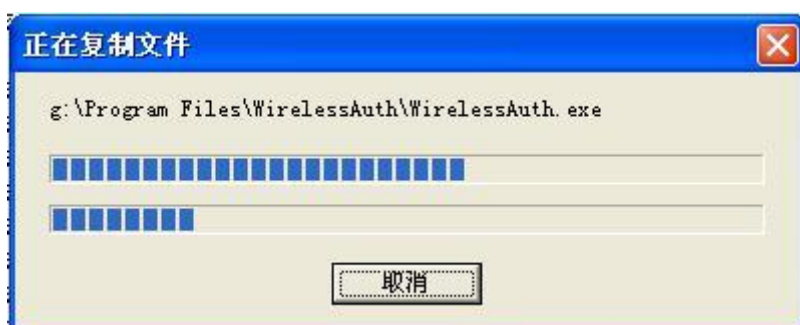 正在复制文件
g:\Program Files\WirelessAuth\WirelessAuth.exe
取消